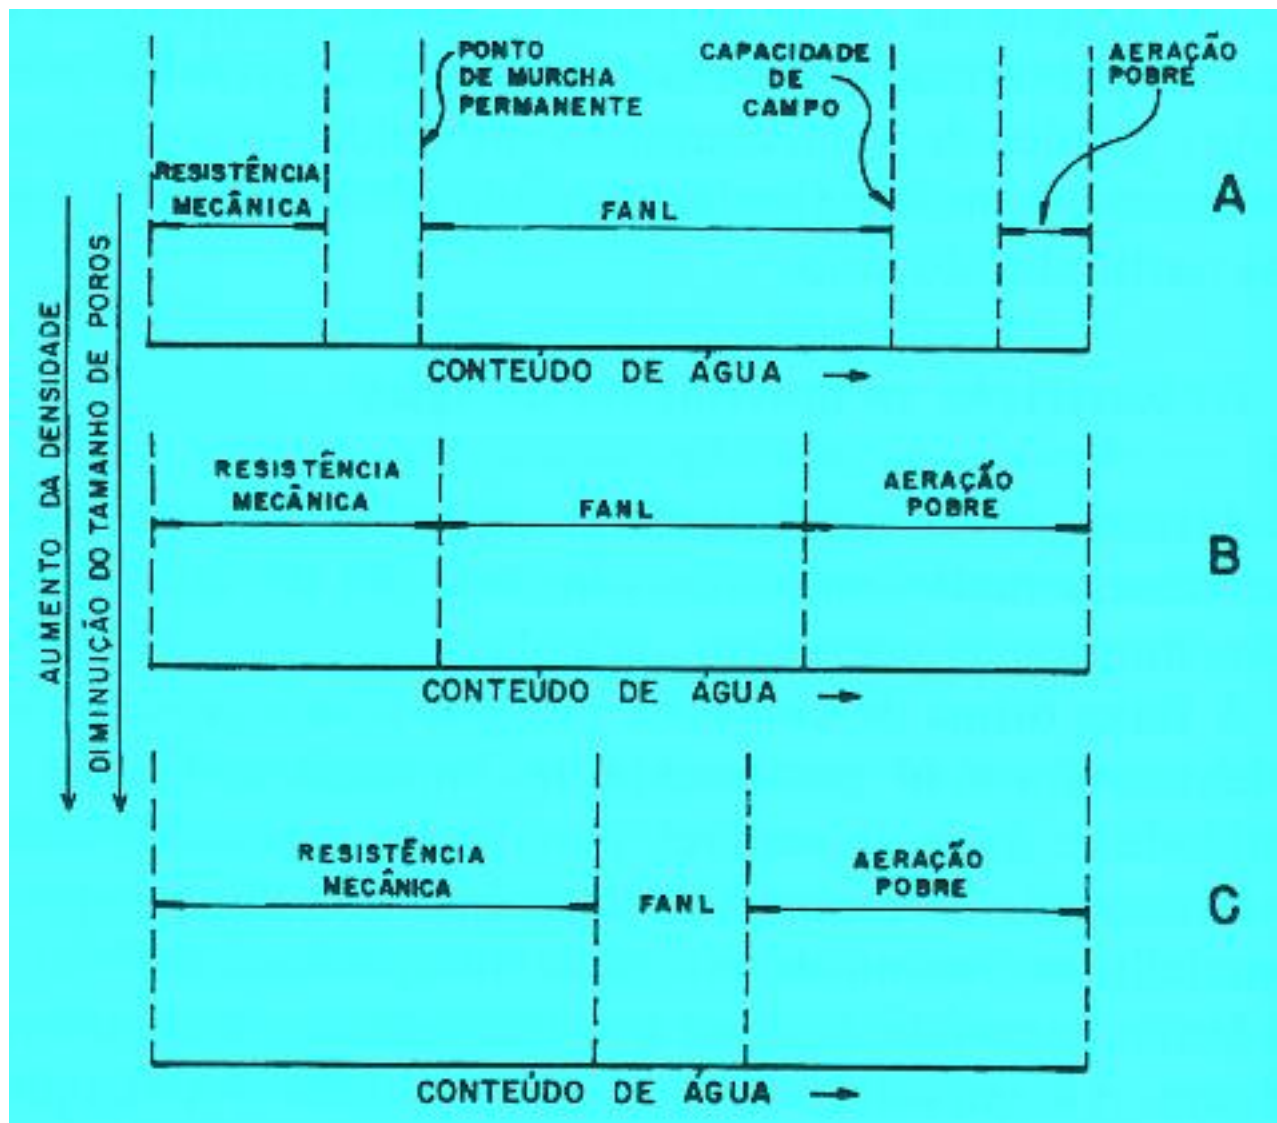 PONTO
DE MURCHA
PERMANENTE
CAPACIDADE
DE
CAMPO
AERAÇÃO
POBRE
RESISTÊNCIA
MECÂNICA
FANL
A
CONTEÚDO DE ÁGUA
AUMENTO DA DENSIDADE
DIMINUIÇÃO DO TAMANHO DE POROS
RESISTÊNCIA
MECÂNICA
FANL
AERAÇÃO
POBRE
B
CONTEÚDO DE ÁGUA
RESISTÊNCIA
MECÂNICA
FANL
AERAÇÃO
POBRE
C
CONTEÚDO DE ÁGUA